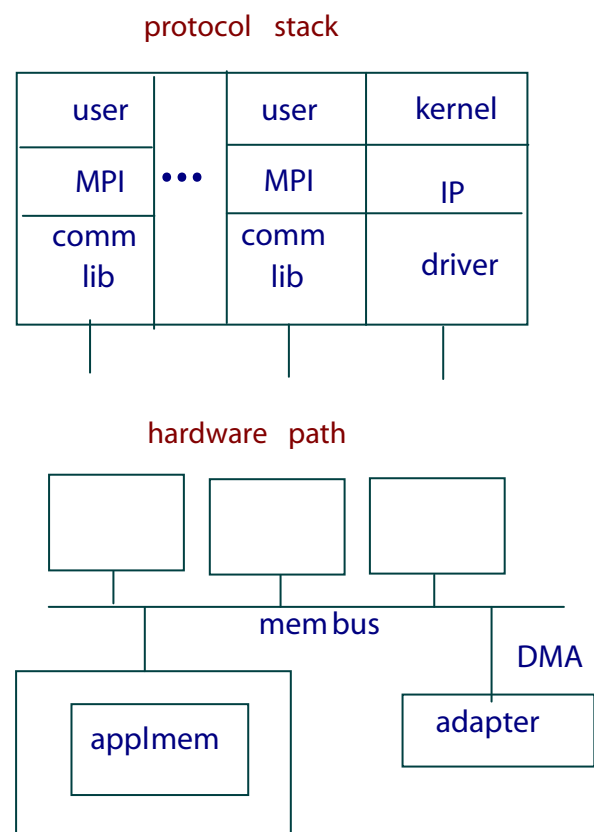 protocol stack
user
user
kernel
MPI
•••
MPI
IP
comm
lib
comm
lib
driver
hardware path
mem bus
DMA
applmem
adapter